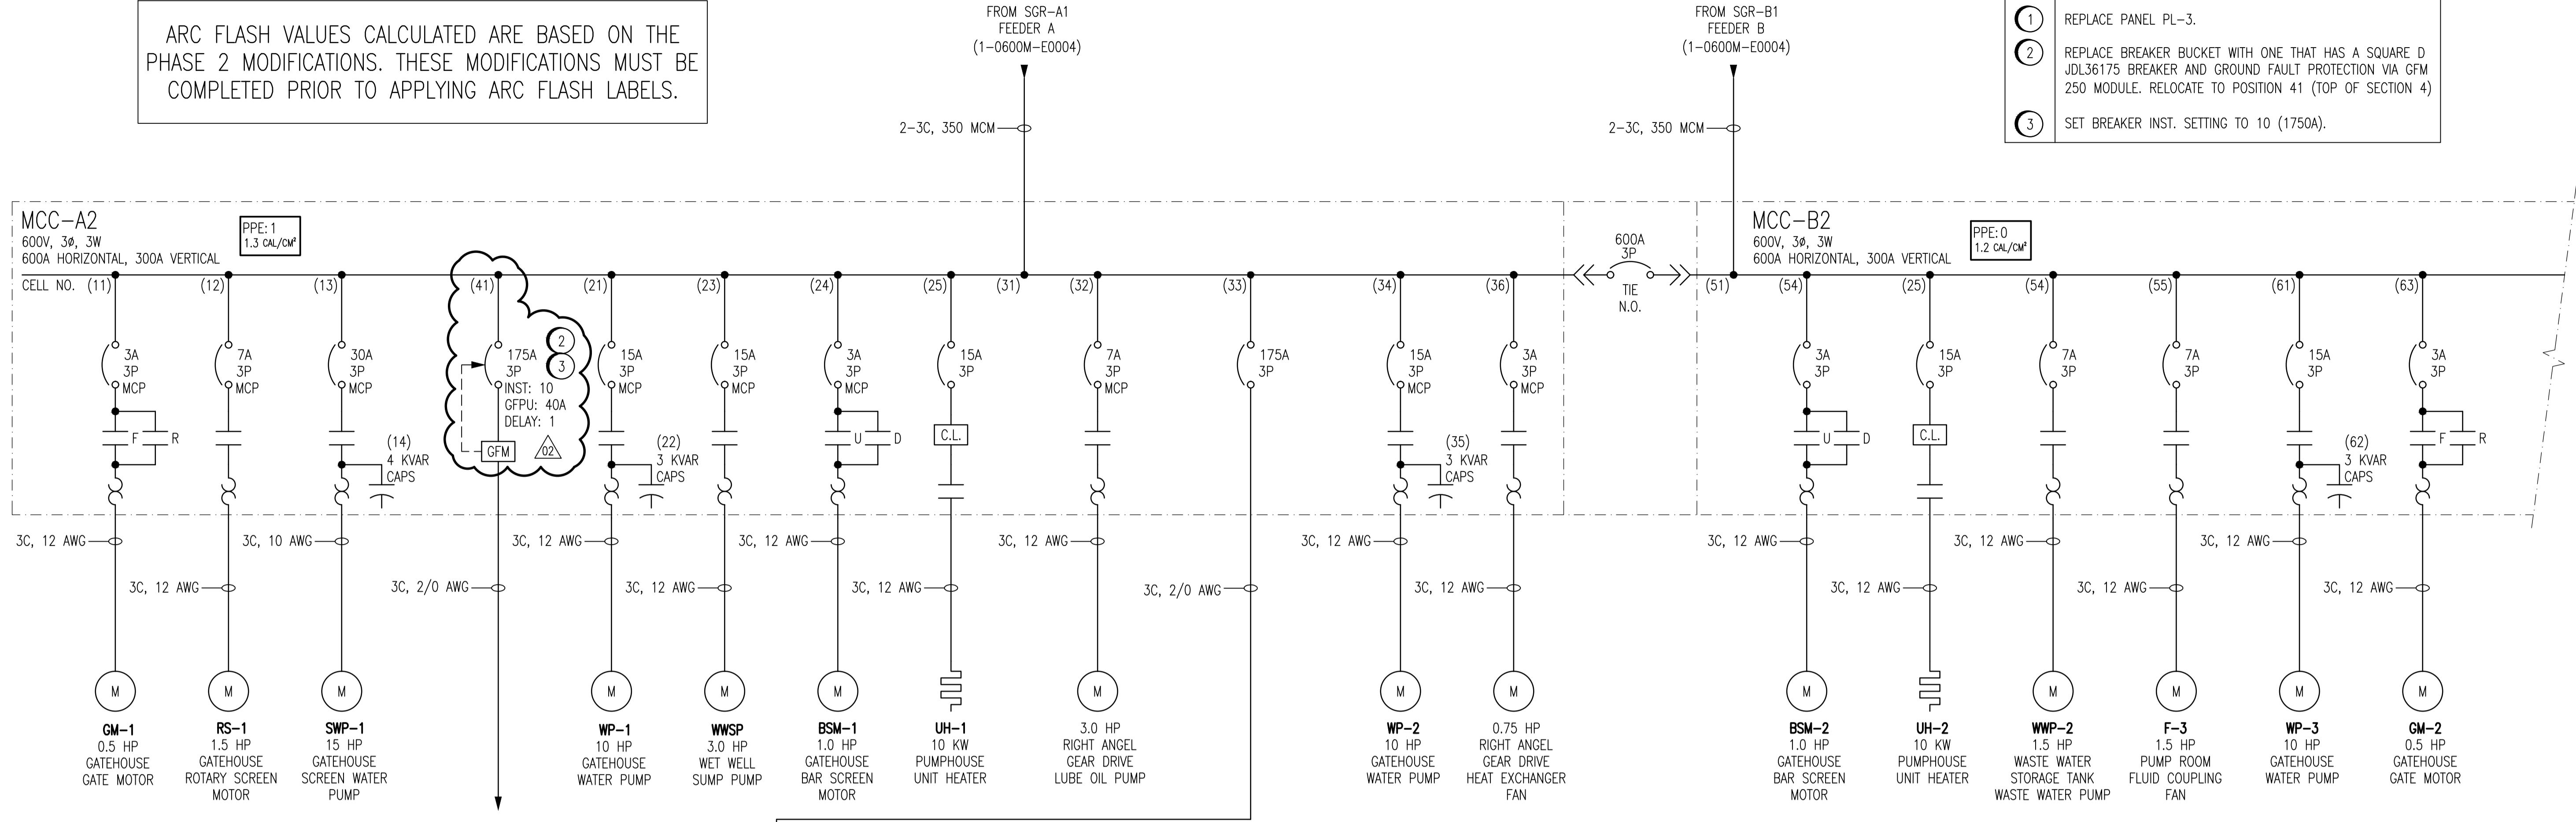 ARC FLASH VALUES CALCULATED ARE BASED ON THE
PHASE 2 MODIFICATIONS. THESE MODIFICATIONS MUST BE
COMPLETED PRIOR TO APPLYING ARC FLASH LABELS.
FROM SGR-A1
FEEDER A
(1-0600M-E0004)
2-3C, 350 MCM
FROM SGR-B1
FEEDER B
(1-0600M-E0004)
2-3C, 350 MCM
1 REPLACE PANEL PL-3.
2 REPLACE BREAKER BUCKET WITH ONE THAT HAS A SQUARE D
JDL36175 BREAKER AND GROUND FAULT PROTECTION VIA GFM
250 MODULE. RELOCATE TO POSITION 41 (TOP OF SECTION 4)
3 SET BREAKER INST. SETTING TO 10 (1750A).
MCC-A2
600V, 3ø, 3W
600A HORIZONTAL, 300A VERTICAL
PPE: 1
1.3 CAL/CM²
CELL NO. (11)
3A
3P
MCP
F R
3C, 12 AWG
M
GM-1
0.5 HP
GATEHOUSE
GATE MOTOR
(12)
7A
3P
MCP
3C, 12 AWG
M
RS-1
1.5 HP
GATEHOUSE
ROTARY SCREEN
MOTOR
(13)
30A
3P
MCP
(14)
4 KVAR
CAPS
3C, 10 AWG
M
SWP-1
15 HP
GATEHOUSE
SCREEN WATER
PUMP
(41)
175A
3P
2
3
INST: 10
GFPU: 40A
DELAY: 1
GFM
02
3C, 2/0 AWG
(21)
15A
3P
MCP
(22)
3 KVAR
CAPS
3C, 12 AWG
M
WP-1
10 HP
GATEHOUSE
WATER PUMP
(23)
15A
3P
MCP
3C, 12 AWG
M
WWSP
3.0 HP
WET WELL
SUMP PUMP
(24)
3A
3P
MCP
U D
3C, 12 AWG
M
BSM-1
1.0 HP
GATEHOUSE
BAR SCREEN
MOTOR
(25)
15A
3P
C.L.
3C, 12 AWG
UH-1
10 KW
PUMPHOUSE
UNIT HEATER
(31)
(32)
7A
3P
MCP
3C, 12 AWG
M
3.0 HP
RIGHT ANGEL
GEAR DRIVE
LUBE OIL PUMP
(33)
175A
3P
3C, 2/0 AWG
(34)
15A
3P
MCP
(35)
3 KVAR
CAPS
3C, 12 AWG
M
WP-2
10 HP
GATEHOUSE
WATER PUMP
(36)
3A
3P
MCP
3C, 12 AWG
M
0.75 HP
RIGHT ANGEL
GEAR DRIVE
HEAT EXCHANGER
FAN
600A
3P
TIE
N.O.
MCC-B2
600V, 3ø, 3W
600A HORIZONTAL, 300A VERTICAL
PPE: 0
1.2 CAL/CM²
(51)
(54)
3A
3P
U D
3C, 12 AWG
M
BSM-2
1.0 HP
GATEHOUSE
BAR SCREEN
MOTOR
(25)
15A
3P
C.L.
3C, 12 AWG
UH-2
10 KW
PUMPHOUSE
UNIT HEATER
(54)
7A
3P
3C, 12 AWG
M
WWP-2
1.5 HP
WASTE WATER
STORAGE TANK
WASTE WATER PUMP
(55)
7A
3P
3C, 12 AWG
M
F-3
1.5 HP
PUMP ROOM
FLUID COUPLING
FAN
(61)
15A
3P
(62)
3 KVAR
CAPS
3C, 12 AWG
M
WP-3
10 HP
GATEHOUSE
WATER PUMP
(63)
3A
3P
F R
3C, 12 AWG
M
GM-2
0.5 HP
GATEHOUSE
GATE MOTOR